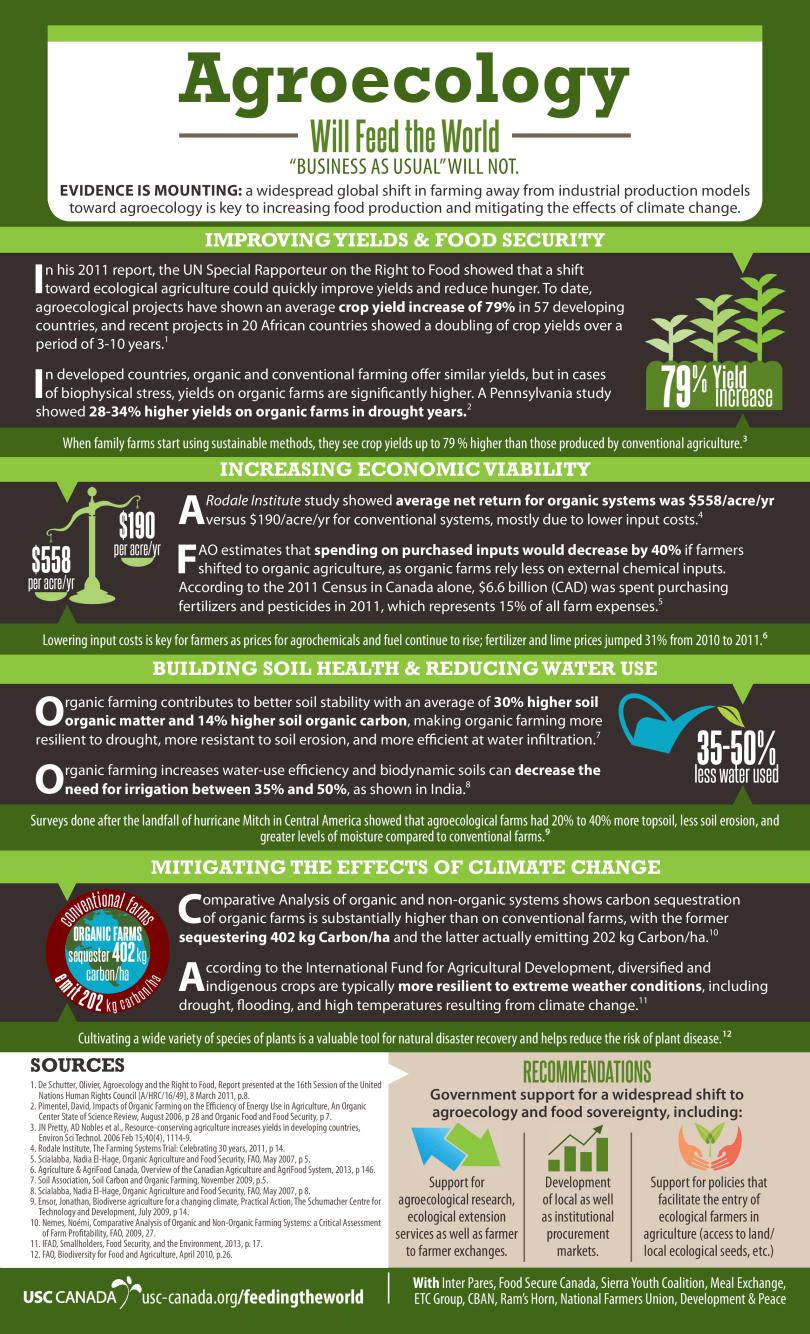 Agroecology
Will Feed the World
“BUSINESS AS USUAL” WILL NOT.
EVIDENCE IS MOUNTING: a widespread global shift in farming away from industrial production models
toward agroecology is key to increasing food production and mitigating the effects of climate change.
IMPROVING YIELDS & FOOD SECURITY
In his 2011 report, the UN Special Rapporteur on the Right to Food showed that a shift
toward ecological agriculture could quickly improve yields and reduce hunger. To date,
agroecological projects have shown an average crop yield increase of 79% in 57 developing
countries, and recent projects in 20 African countries showed a doubling of crop yields over a
period of 3-10 years.1
In developed countries, organic and conventional farming offer similar yields, but in cases
of biophysical stress, yields on organic farms are significantly higher. A Pennsylvania study
showed 28-34% higher yields on organic farms in drought years.2
79% Yield
Increase
When family farms start using sustainable methods, they see crop yields up to 79 % higher than those produced by conventional agriculture.3
INCREASING ECONOMIC VIABILITY
$558
per acre/yr
$190
per acre/yr
A Rodale Institute study showed average net return for organic systems was $558/acre/yr
versus $190/acre/yr for conventional systems, mostly due to lower input costs.4
FAO estimates that spending on purchased inputs would decrease by 40% if farmers
shifted to organic agriculture, as organic farms rely less on external chemical inputs.
According to the 2011 Census in Canada alone, $6.6 billion (CAD) was spent purchasing
fertilizers and pesticides in 2011, which represents 15% of all farm expenses.5
Lowering input costs is key for farmers as prices for agrochemicals and fuel continue to rise; fertilizer and lime prices jumped 31% from 2010 to 2011.6
BUILDING SOIL HEALTH & REDUCING WATER USE
Organic farming contributes to better soil stability with an average of 30% higher soil
organic matter and 14% higher soil organic carbon, making organic farming more
resilient to drought, more resistant to soil erosion, and more efficient at water infiltration.7
Organic farming increases water-use efficiency and biodynamic soils can decrease the
need for irrigation between 35% and 50%, as shown in India.8
35-50%
less water used
Surveys done after the landfall of hurricane Mitch in Central America showed that agroecological farms had 20% to 40% more topsoil, less soil erosion, and
greater levels of moisture compared to conventional farms.9
MITIGATING THE EFFECTS OF CLIMATE CHANGE
conventional farms
ORGANIC FARMS
sequester 402 kg
carbon/ha
emit 202 kg carbon/ha
Comparative Analysis of organic and non-organic systems shows carbon sequestration
of organic farms is substantially higher than on conventional farms, with the former
sequestering 402 kg Carbon/ha and the latter actually emitting 202 kg Carbon/ha.10
According to the International Fund for Agricultural Development, diversified and
indigenous crops are typically more resilient to extreme weather conditions, including
drought, flooding, and high temperatures resulting from climate change.11
Cultivating a wide variety of species of plants is a valuable tool for natural disaster recovery and helps reduce the risk of plant disease.12
SOURCES
1. De Schutter, Olivier, Agroecology and the Right to Food, Report presented at the 16th Session of the United
Nations Human Rights Council [A/HRC/16/49], 8 March 2011, p.8.
2. Pimentel, David, Impacts of Organic Farming on the Efficiency of Energy Use in Agriculture, An Organic
Center State of Science Review, August 2006, p 28 and Organic Food and Food Security, p 7.
3. JN Pretty, AD Nobles et al., Resource-conserving agriculture increases yields in developing countries,
Environ Sci Technol. 2006 Feb 15;40(4), 1114-9.
4. Rodale Institute, The Farming Systems Trial: Celebrating 30 years, 2011, p 14.
5. Scialabba, Nadia El-Hage, Organic Agriculture and Food Security, FAO, May 2007, p 5.
6. Agriculture & AgriFood Canada, Overview of the Canadian Agriculture and AgriFood System, 2013, p 146.
7. Soil Association, Soil Carbon and Organic Farming, November 2009, p.5.
8. Scialabba, Nadia El-Hage, Organic Agriculture and Food Security, FAO, May 2007, p 8.
9. Ensor, Jonathan, Biodiverse agriculture for a changing climate, Practical Action, The Schumacher Centre for
Technology and Development, July 2009, p 14.
10. Nemes, Noémi, Comparative Analysis of Organic and Non-Organic Farming Systems: a Critical Assessment
of Farm Profitability, FAO, 2009, 27.
11. IFAD, Smallholders, Food Security, and the Environment, 2013, p. 17.
12. FAO, Biodiversity for Food and Agriculture, April 2010, p.26.
RECOMMENDATIONS
Government support for a widespread shift to
agroecology and food sovereignty, including:
Support for
agroecological research,
ecological extension
services as well as farmer
to farmer exchanges.
Development
of local as well
as institutional
procurement
markets.
Support for policies that
facilitate the entry of
ecological farmers in
agriculture (access to land/
local ecological seeds, etc.)
USC CANADA usc-canada.org/feedingtheworld
With Inter Pares, Food Secure Canada, Sierra Youth Coalition, Meal Exchange,
ETC Group, CBAN, Ram’s Horn, National Farmers Union, Development & Peace